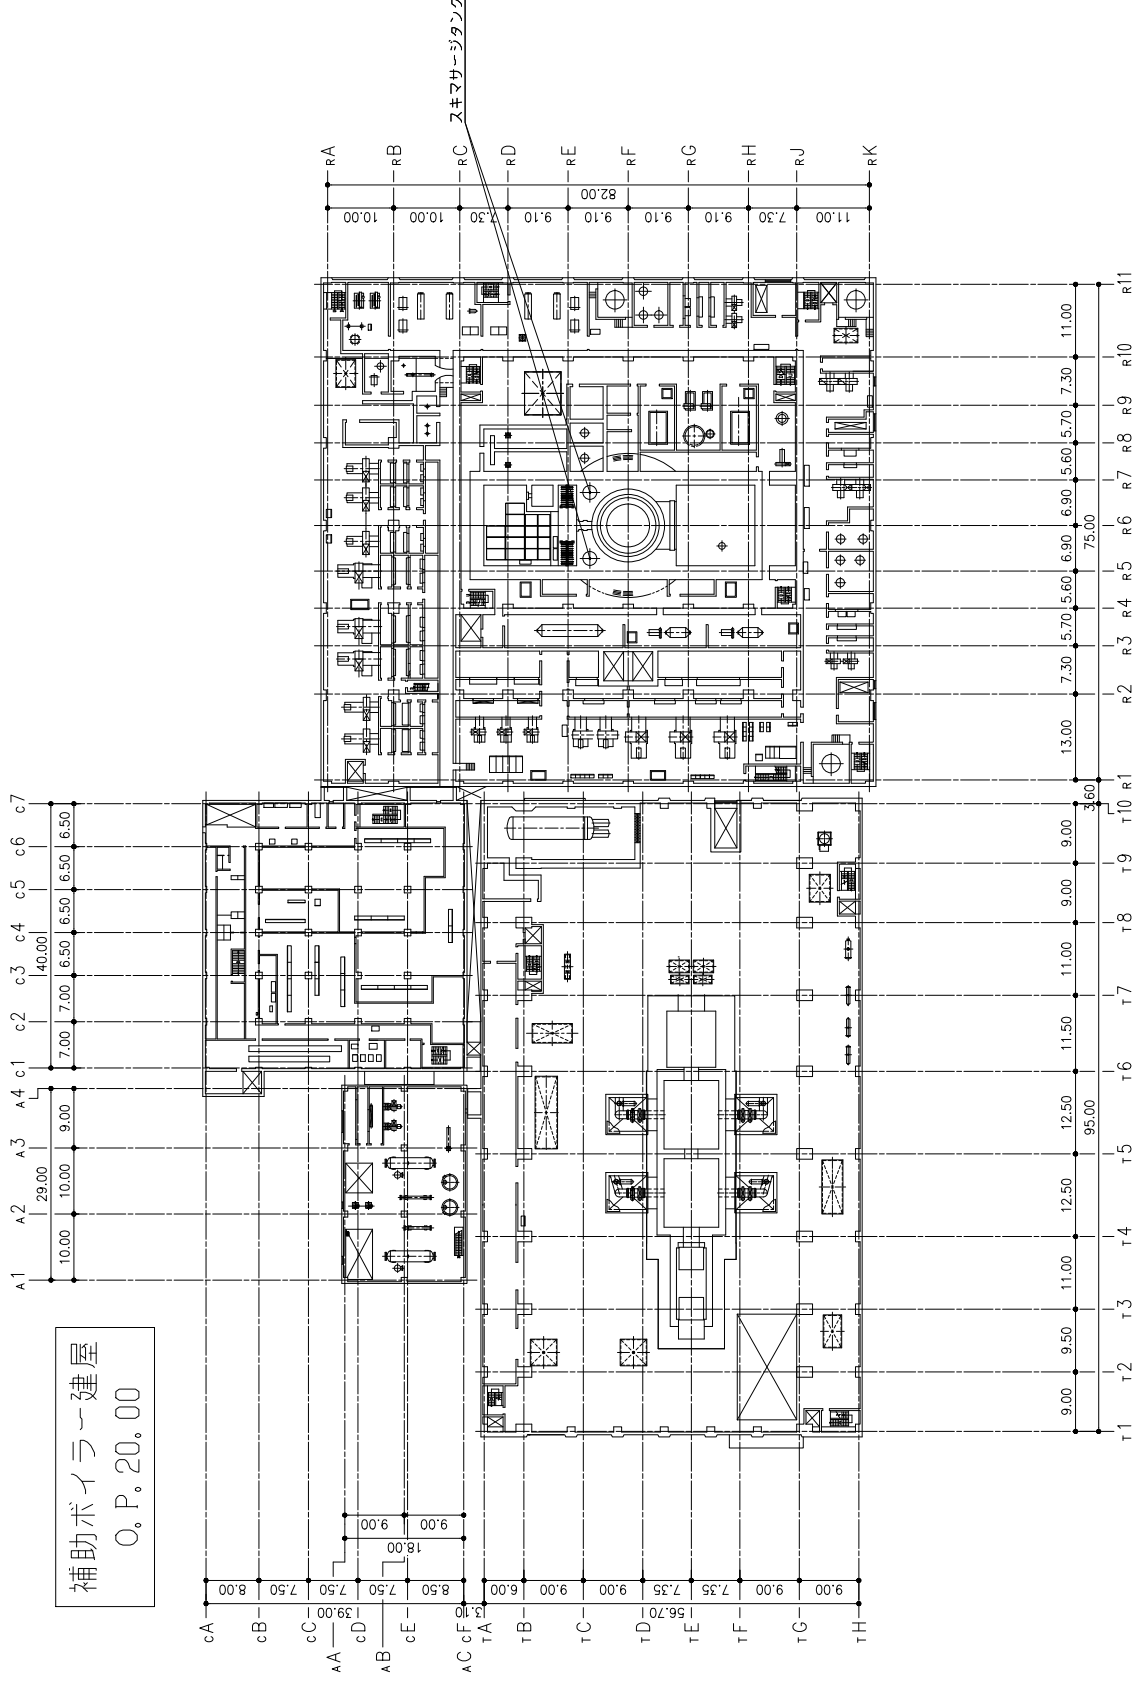 補助ボイラー建屋
O.P.20.00
スキマサージタンク
RA
RB
RC
RD
RE
RF
RG
RH
RJ
RK
82.00
10.00
10.00
7.30
9.10
9.10
9.10
9.10
7.30
11.00
R11
R10
R9
R8
R7
R6
R5
R4
R3
R2
R1
11.00
7.30
5.70
5.60
6.90
6.90
5.60
5.70
7.30
13.00
75.00
3.60
C7
C6
C5
C4
C3
C2
C1
6.50
6.50
6.50
6.50
7.00
7.00
40.00
A4
A3
A2
A1
9.00
10.00
10.00
29.00
T10
T9
T8
T7
T6
T5
T4
T3
T2
T1
9.00
9.00
11.00
11.50
12.50
12.50
11.00
9.50
9.00
95.00
9.00
9.00
18.00
8.00
7.50
7.50
7.50
8.50
39.00
3.10
6.00
9.00
9.00
7.35
7.35
9.00
9.00
56.70
CA
CB
CC
CD
CE
CF
AA
AB
AC
TA
TB
TC
TD
TE
TF
TG
TH